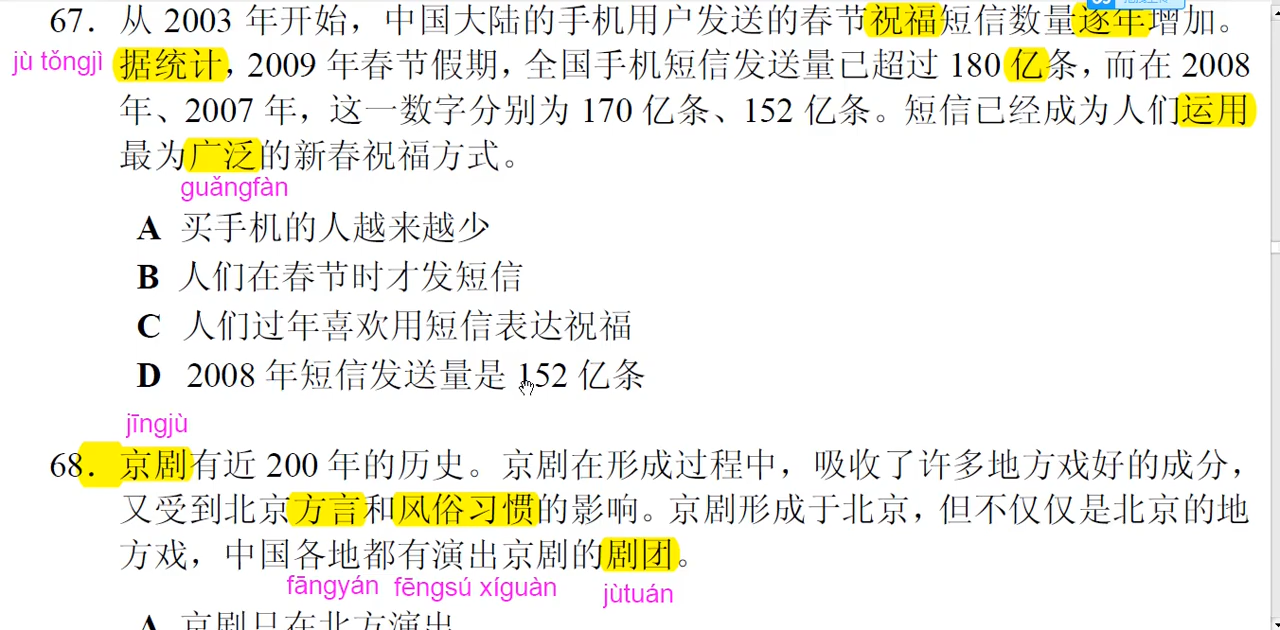 67. 从 2003 年开始，中国大陆的手机用户发送的春节祝福短信数量逐年增加。
jù tǒngjì 据统计，2009 年春节假期，全国手机短信发送量已超过 180 亿条，而在 2008
年、2007 年，这一数字分别为 170 亿条、152 亿条。短信已经成为人们运用
最为广泛的新春祝福方式。
guǎngfàn
A 买手机的人越来越少
B 人们在春节时才发短信
C 人们过年喜欢用短信表达祝福
D 2008 年短信发送量是 152 亿条
jīngjù
68. 京剧有近 200 年的历史。京剧在形成过程中，吸收了许多地方戏好的成分，
又受到北京方言和风俗习惯的影响。京剧形成于北京，但不仅仅是北京的地
方戏，中国各地都有演出京剧的剧团。
fāngyán fēngsú xíguàn jùtuán
A 京剧只在北方演出